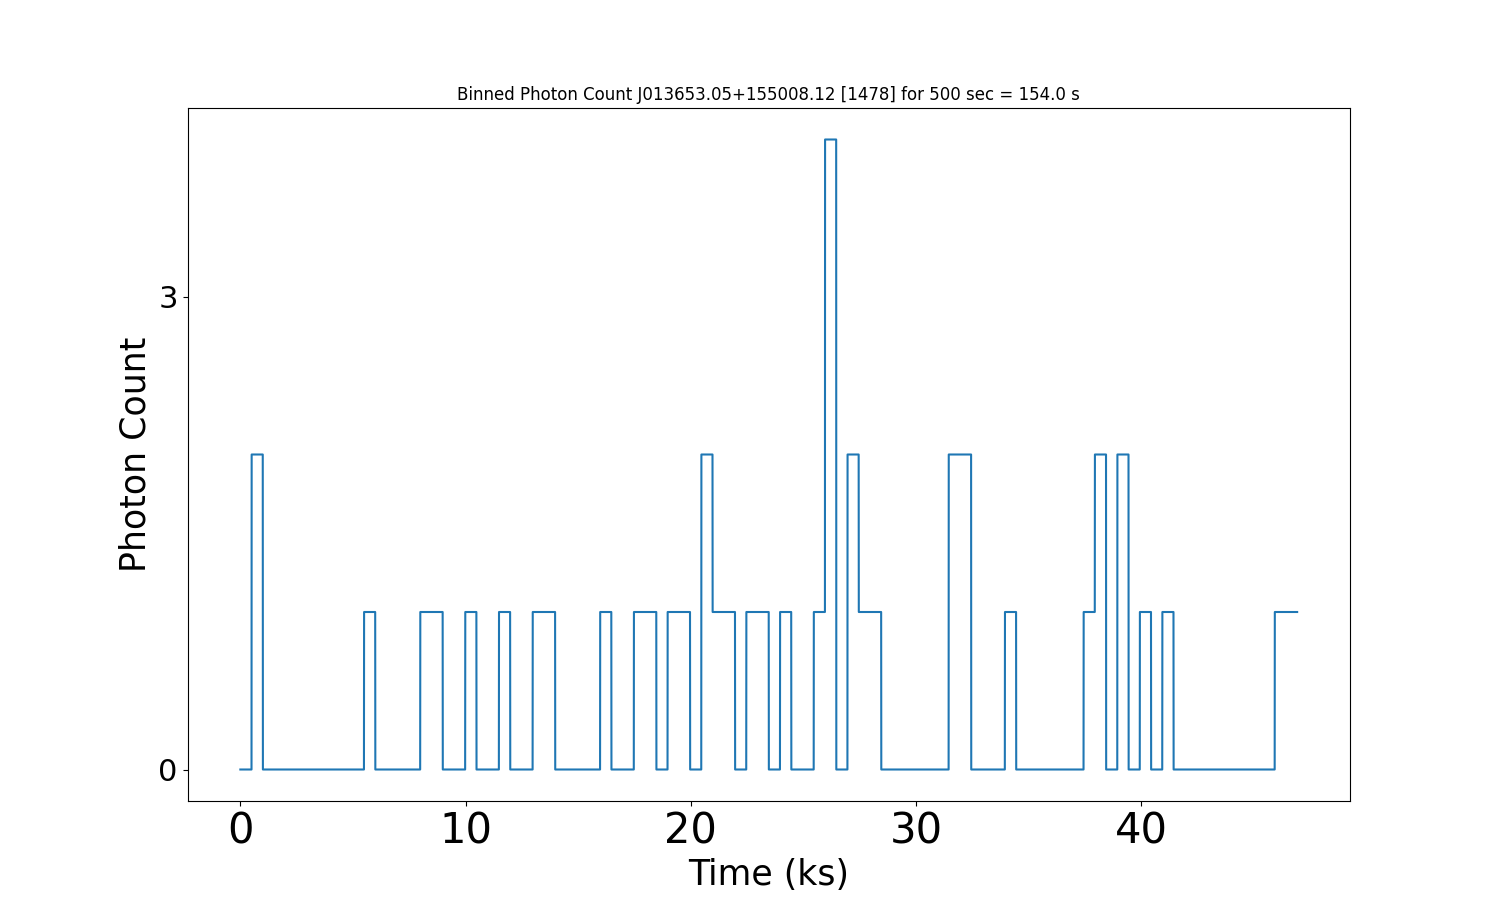 Binned Photon Count J013653.05+155008.12 [1478] for 500 sec = 154.0 s
3
Photon Count
0
0 10 20 30 40
Time (ks)